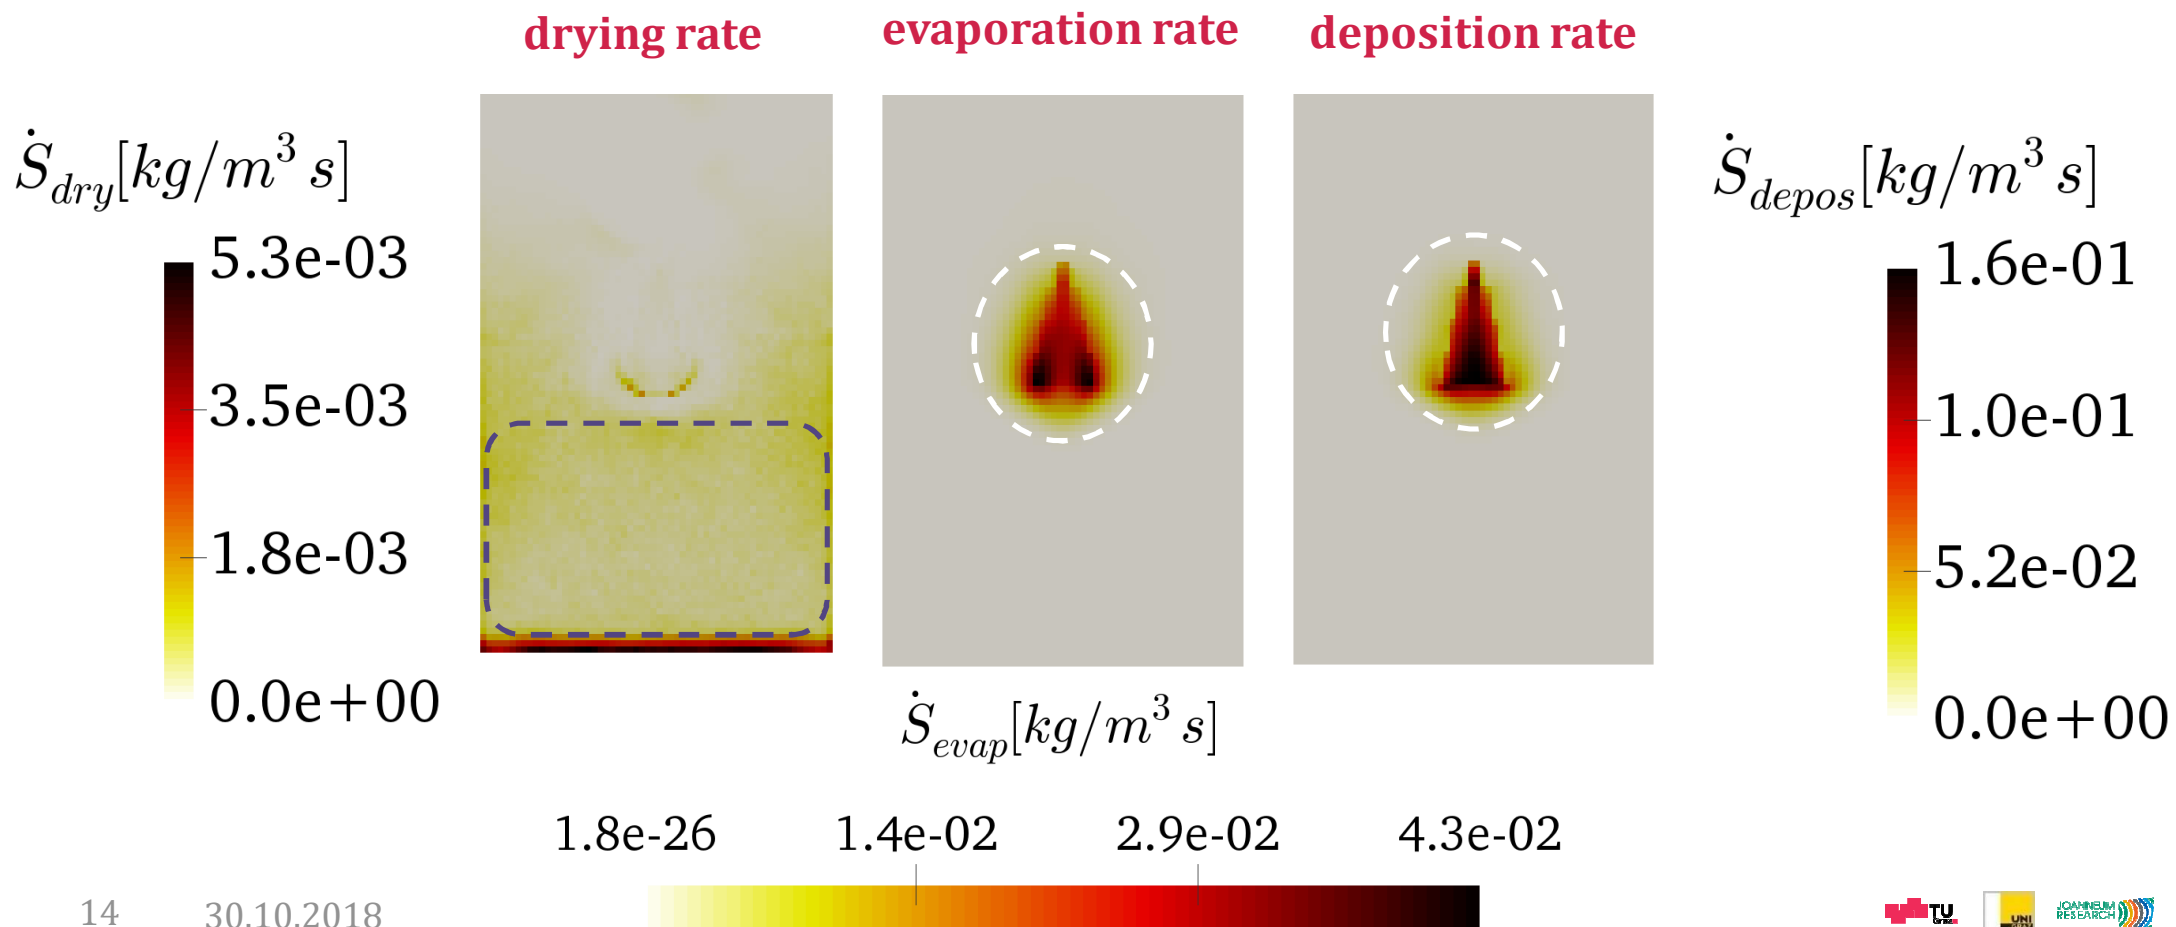 drying rate
evaporation rate
deposition rate
Ṡdry[kg/m³ s]
5.3e-03
3.5e-03
1.8e-03
0.0e+00
Ṡdepos[kg/m³ s]
1.6e-01
1.0e-01
5.2e-02
0.0e+00
Ṡevap[kg/m³ s]
1.8e-26 1.4e-02 2.9e-02 4.3e-02
14 30.10.2018
TU
UNI
JOANNEUM
RESEARCH